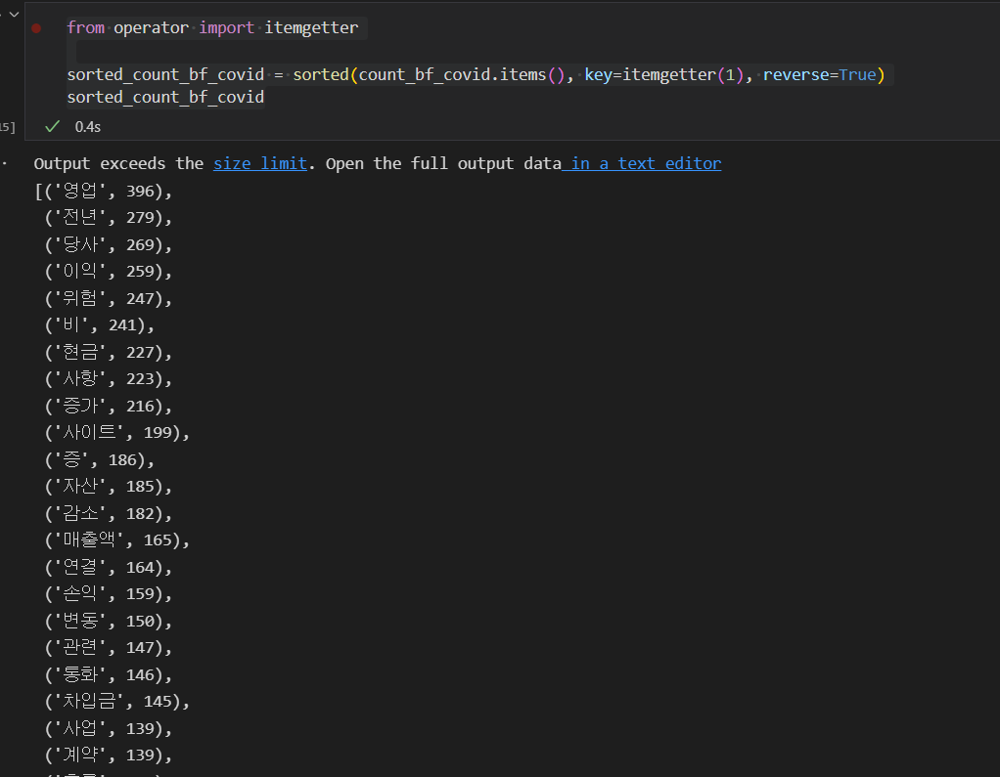 from operator import itemgetter
sorted_count_bf_covid = sorted(count_bf_covid.items(), key=itemgetter(1), reverse=True)
sorted_count_bf_covid
5]
0.4s
Output exceeds the size limit. Open the full output data in a text editor
[('영업', 396),
('전년', 279),
('당사', 269),
('이익', 259),
('위험', 247),
('비', 241),
('현금', 227),
('사항', 223),
('증가', 216),
('사이트', 199),
('증', 186),
('자산', 185),
('감소', 182),
('매출액', 165),
('연결', 164),
('손익', 159),
('변동', 150),
('관련', 147),
('통화', 146),
('차입금', 145),
('사업', 139),
('계약', 139),